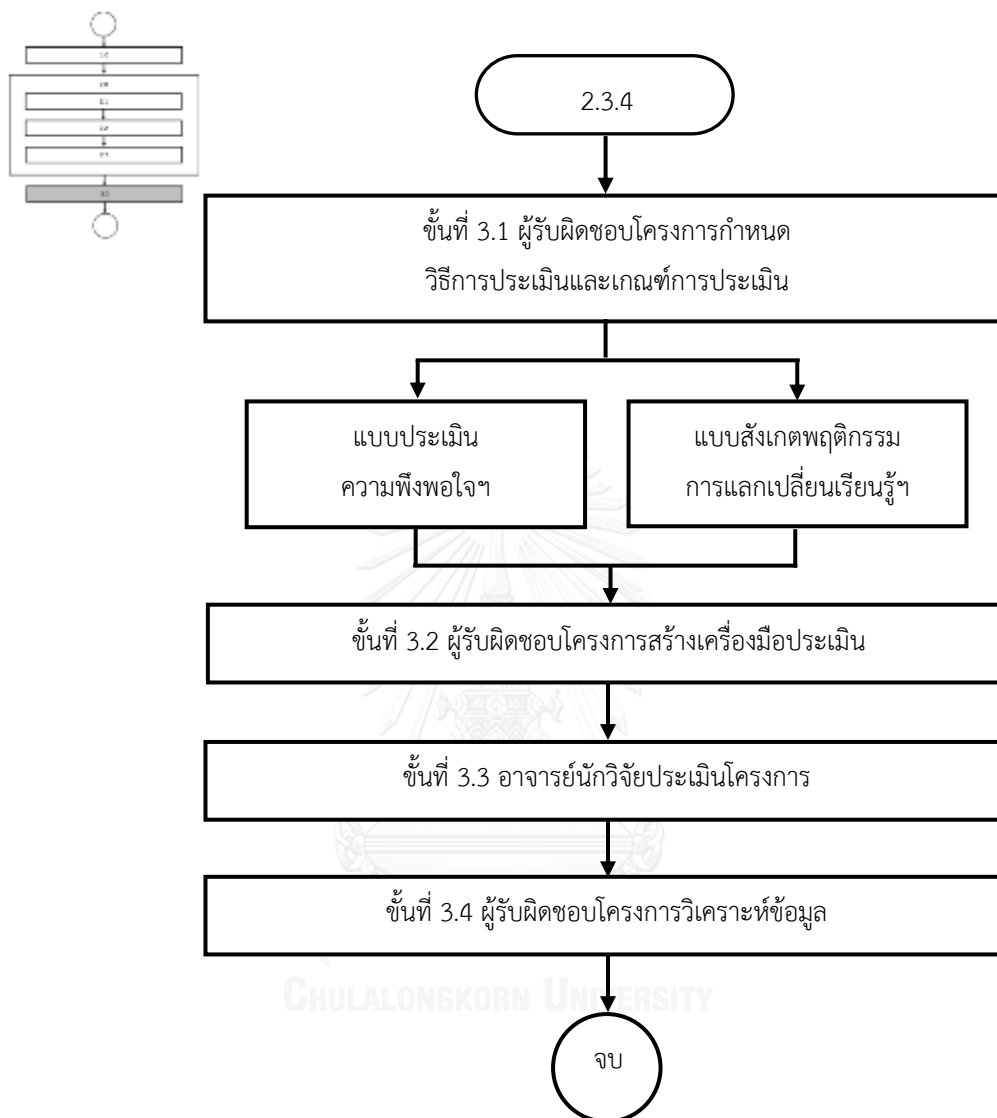 2.3.4
ขั้นที่ 3.1 ผู้รับผิดชอบโครงการกำหนด
วิธีการประเมินและเกณฑ์การประเมิน
แบบประเมิน
ความพึงพอใจฯ
แบบสังเกตพฤติกรรม
การแลกเปลี่ยนเรียนรู้ฯ
ขั้นที่ 3.2 ผู้รับผิดชอบโครงการสร้างเครื่องมือประเมิน
ขั้นที่ 3.3 อาจารย์นักวิจัยประเมินโครงการ
ขั้นที่ 3.4 ผู้รับผิดชอบโครงการวิเคราะห์ข้อมูล
CHULALONGKORN UNIVERSITY
จบ